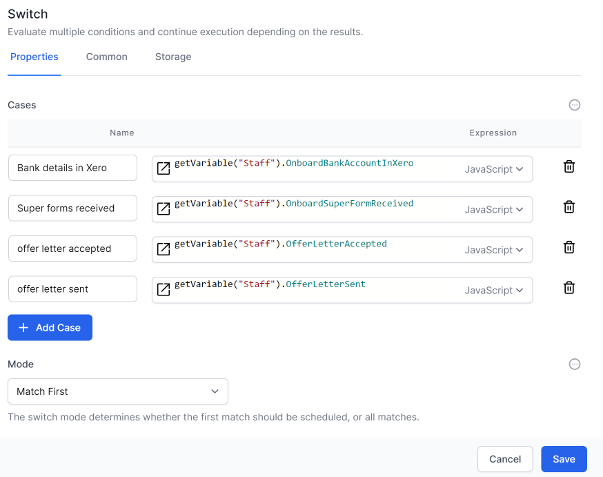 Switch
Evaluate multiple conditions and continue execution depending on the results.
Properties Common Storage
Cases
Name Expression
Bank details in Xero getVariable("Staff").OnboardBankAccountInXero JavaScript
Super forms received getVariable("Staff").OnboardSuperFormReceived JavaScript
offer letter accepted getVariable("Staff").OfferLetterAccepted JavaScript
offer letter sent getVariable("Staff").OfferLetterSent JavaScript
+ Add Case
Mode
Match First
The switch mode determines whether the first match should be scheduled, or all matches.
Cancel Save